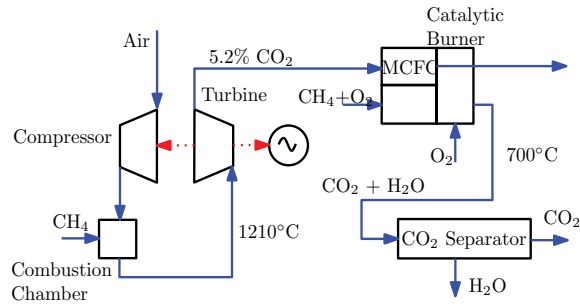 Catalytic
Burner
Air
5.2% CO₂
MCFC
Turbine
CH₄+O₂
Compressor
O₂
700°C
CO₂ + H₂O
CH₄
1210°C
CO₂
CO₂ Separator
Combustion
Chamber
H₂O